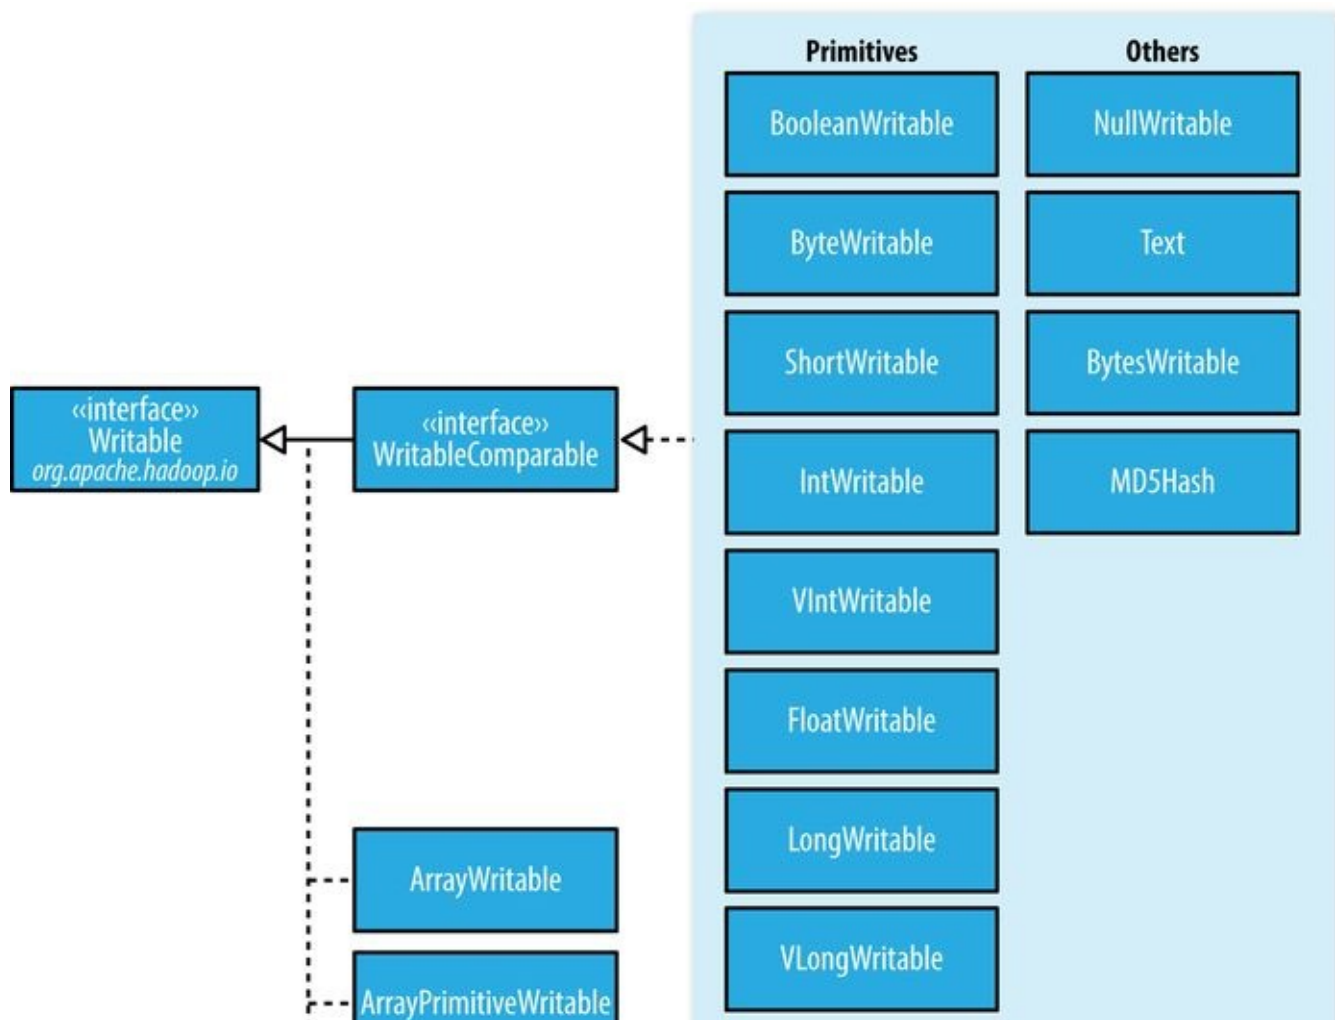 Primitives
Others
BooleanWritable
NullWritable
ByteWritable
Text
ShortWritable
BytesWritable
‹‹interface››
Writable
org.apache.hadoop.io
‹‹interface››
WritableComparable
IntWritable
MD5Hash
VIntWritable
FloatWritable
LongWritable
ArrayWritable
VLongWritable
ArrayPrimitiveWritable